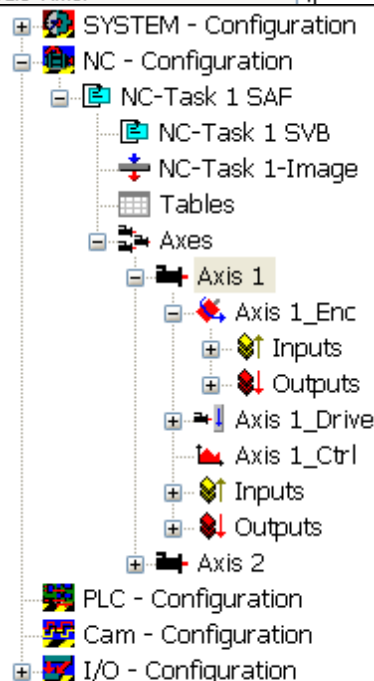 SYSTEM - Configuration
NC - Configuration
NC-Task 1 SAF
NC-Task 1 SVB
NC-Task 1-Image
Tables
Axes
Axis 1
Axis 1_Enc
Inputs
Outputs
Axis 1_Drive
Axis 1_Ctrl
Inputs
Outputs
Axis 2
PLC - Configuration
Cam - Configuration
I/O - Configuration